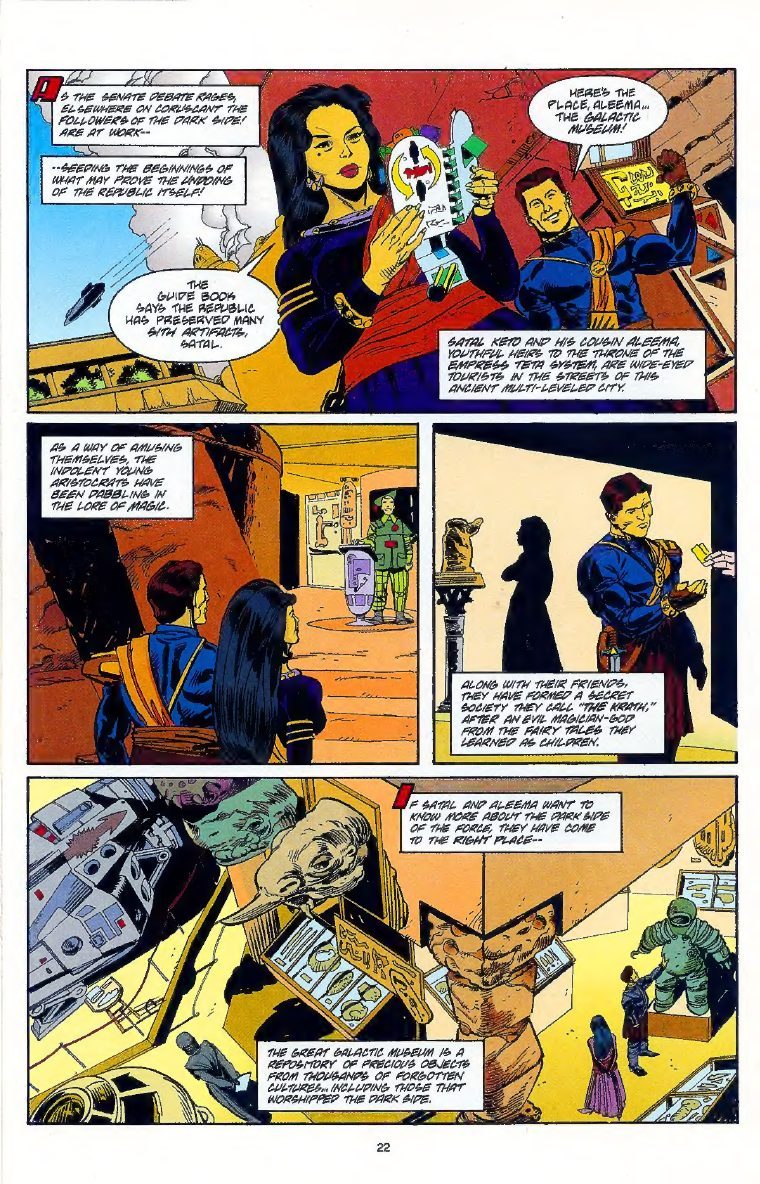 AS THE SENATE DEBATE RAGES,
ELSEWHERE ON CORUSCANT THE
FOLLOWERS OF THE DARK SIDE!
ARE AT WORK--
--SEEDING THE BEGINNINGS OF
WHAT MAY PROVE THE UNDOING
OF THE REPUBLIC ITSELF!
HERE'S THE
PLACE, ALEEMA...
THE GALACTIC
MUSEUM!
THE
GUIDE BOOK
SAYS THE REPUBLIC
HAS PRESERVED MANY
SITH ARTIFACTS,
SATAL.
SATAL KETO AND HIS COUSIN ALEEMA,
YOUTHFUL HEIRS TO THE THRONE OF THE
EMPRESS TETA SYSTEM, ARE WIDE-EYED
TOURISTS IN THE STREETS OF THIS
ANCIENT MULTI-LEVELED CITY.
AS A WAY OF AMUSING
THEMSELVES, THE
INDOLENT YOUNG
ARISTOCRATS HAVE
BEEN DABBLING IN
THE LORE OF MAGIC.
ALONG WITH THEIR FRIENDS,
THEY HAVE FORMED A SECRET
SOCIETY THEY CALL "THE KRATH,"
AFTER AN EVIL MAGICIAN-GOD
FROM THE FAIRY TALES THEY
LEARNED AS CHILDREN.
IF SATAL AND ALEEMA WANT TO
KNOW MORE ABOUT THE DARK SIDE
OF THE FORCE, THEY HAVE COME
TO THE RIGHT PLACE--
THE GREAT GALACTIC MUSEUM IS A
REPOSITORY OF PRECIOUS OBJECTS
FROM THOUSANDS OF FORGOTTEN
CULTURES... INCLUDING THOSE THAT
WORSHIPPED THE DARK SIDE.
22